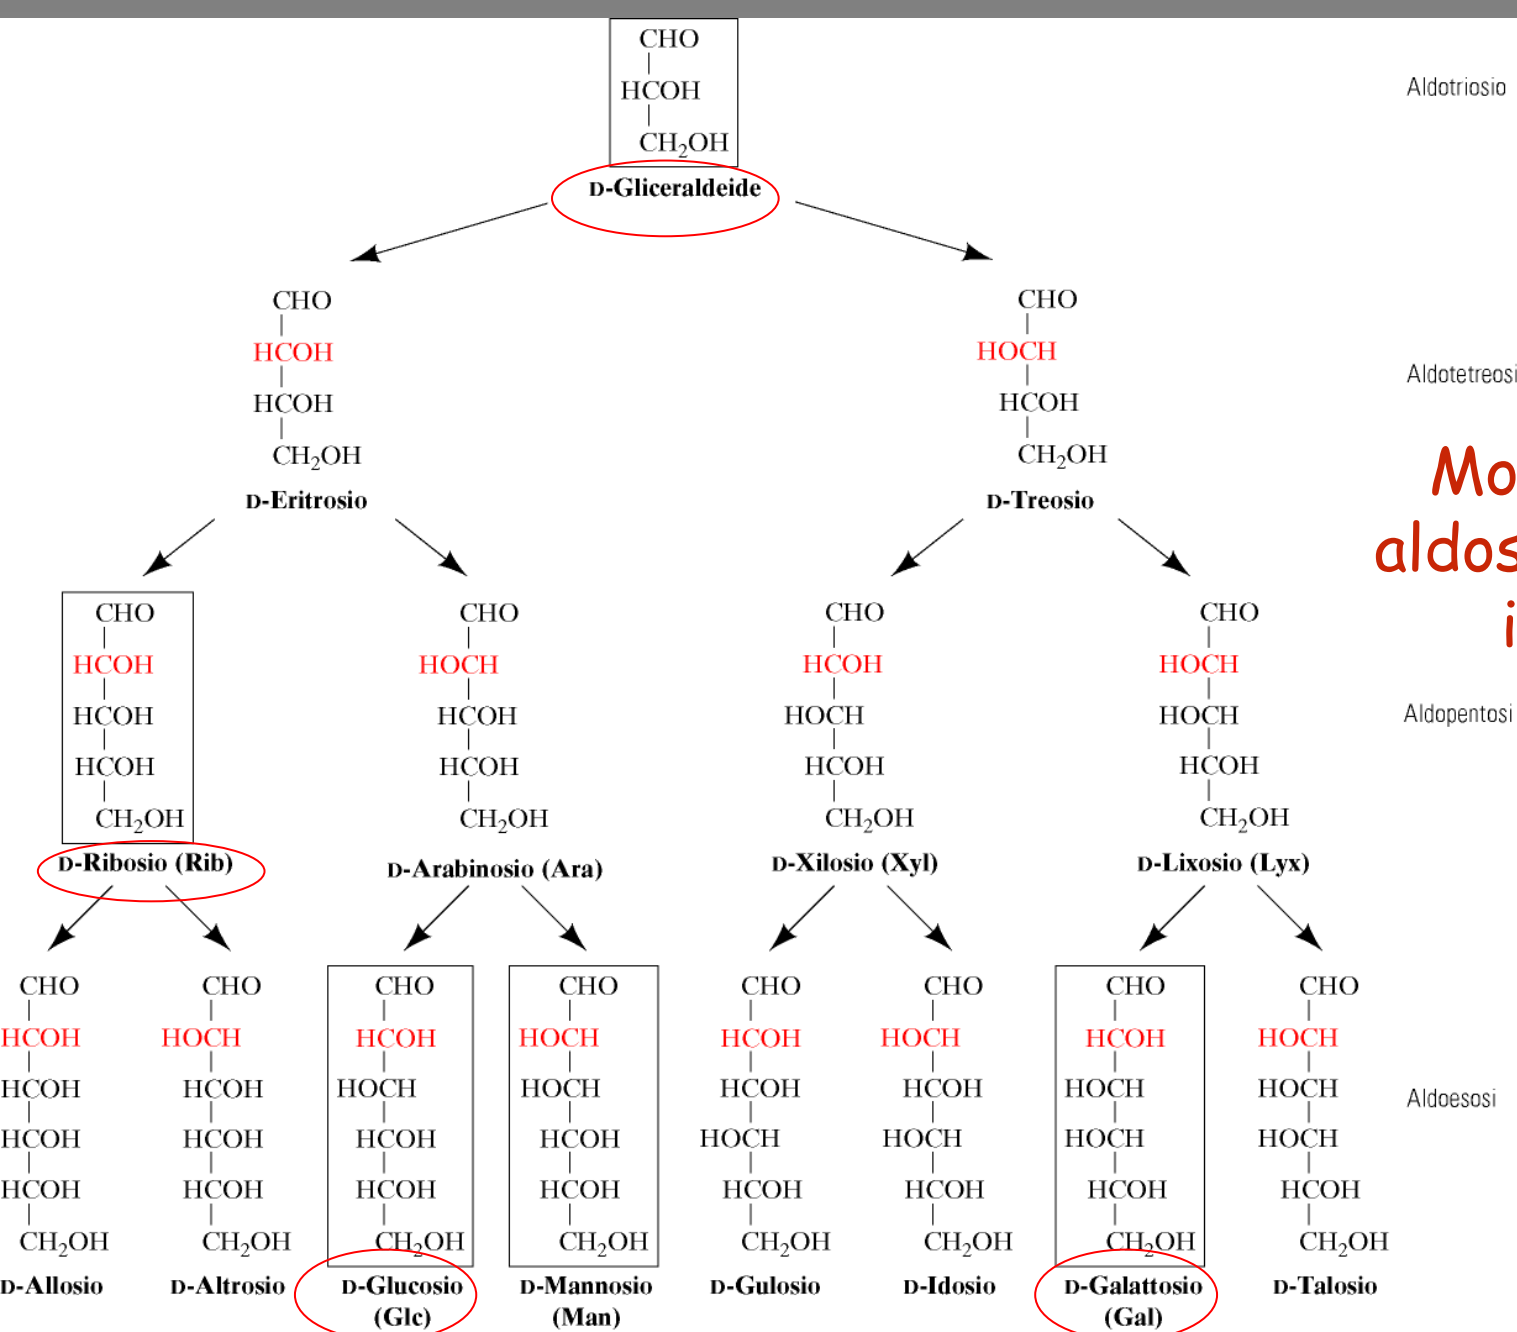 CHO
HCOH
CH₂OH
D-Gliceraldeide
Aldotriosio
CHO CHO
HCOH HOCH
HCOH HCOH
CH₂OH CH₂OH
D-Eritrosio D-Treosio
Aldotetreosi
Mo
aldos
i
CHO CHO CHO CHO
HCOH HOCH HCOH HOCH
HCOH HCOH HOCH HOCH
HCOH HCOH HCOH HCOH
CH₂OH CH₂OH CH₂OH CH₂OH
D-Ribosio (Rib) D-Arabinosio (Ara) D-Xilosio (Xyl) D-Lixosio (Lyx)
Aldopentosi
CHO CHO CHO CHO CHO CHO CHO CHO
HCOH HOCH HCOH HOCH HCOH HOCH HCOH HOCH
HCOH HCOH HOCH HOCH HCOH HCOH HOCH HOCH
HCOH HCOH HCOH HCOH HOCH HOCH HOCH HOCH
HCOH HCOH HCOH HCOH HCOH HCOH HCOH HCOH
CH₂OH CH₂OH CH₂OH CH₂OH CH₂OH CH₂OH CH₂OH CH₂OH
D-Allosio D-Altrosio D-Glucosio D-Mannosio D-Gulosio D-Idosio D-Galattosio D-Talosio
(Glc) (Man) (Gal)
Aldoesosi